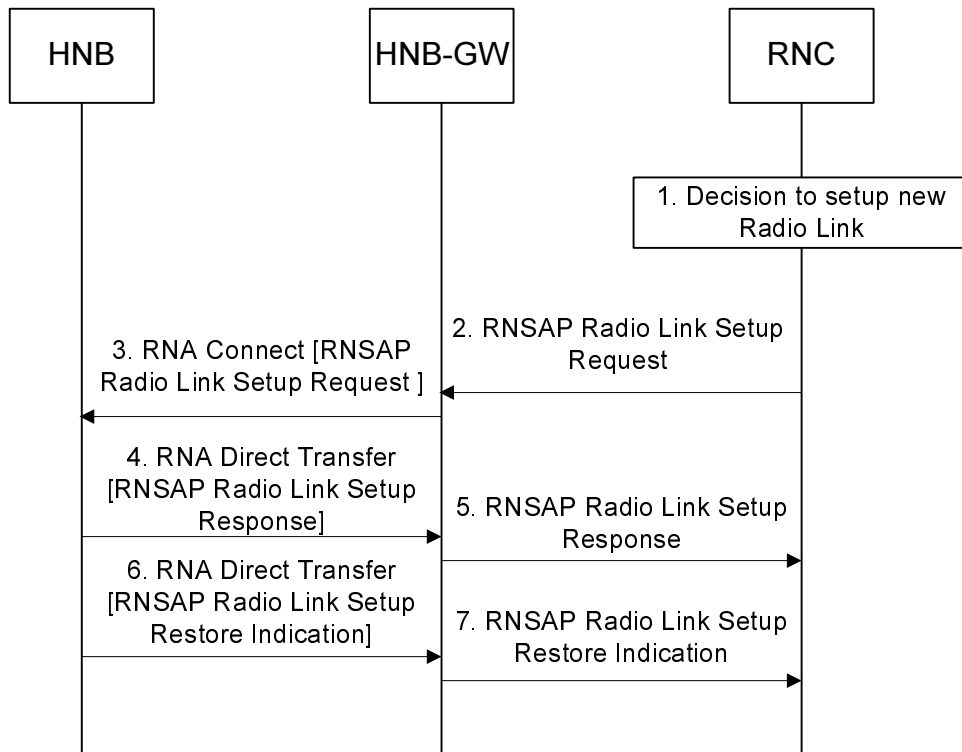 HNB
HNB-GW
RNC
1. Decision to setup new
Radio Link
2. RNSAP Radio Link Setup
Request
3. RNA Connect [RNSAP
Radio Link Setup Request ]
4. RNA Direct Transfer
[RNSAP Radio Link Setup
Response]
5. RNSAP Radio Link Setup
Response
6. RNA Direct Transfer
[RNSAP Radio Link Setup
Restore Indication]
7. RNSAP Radio Link Setup
Restore Indication